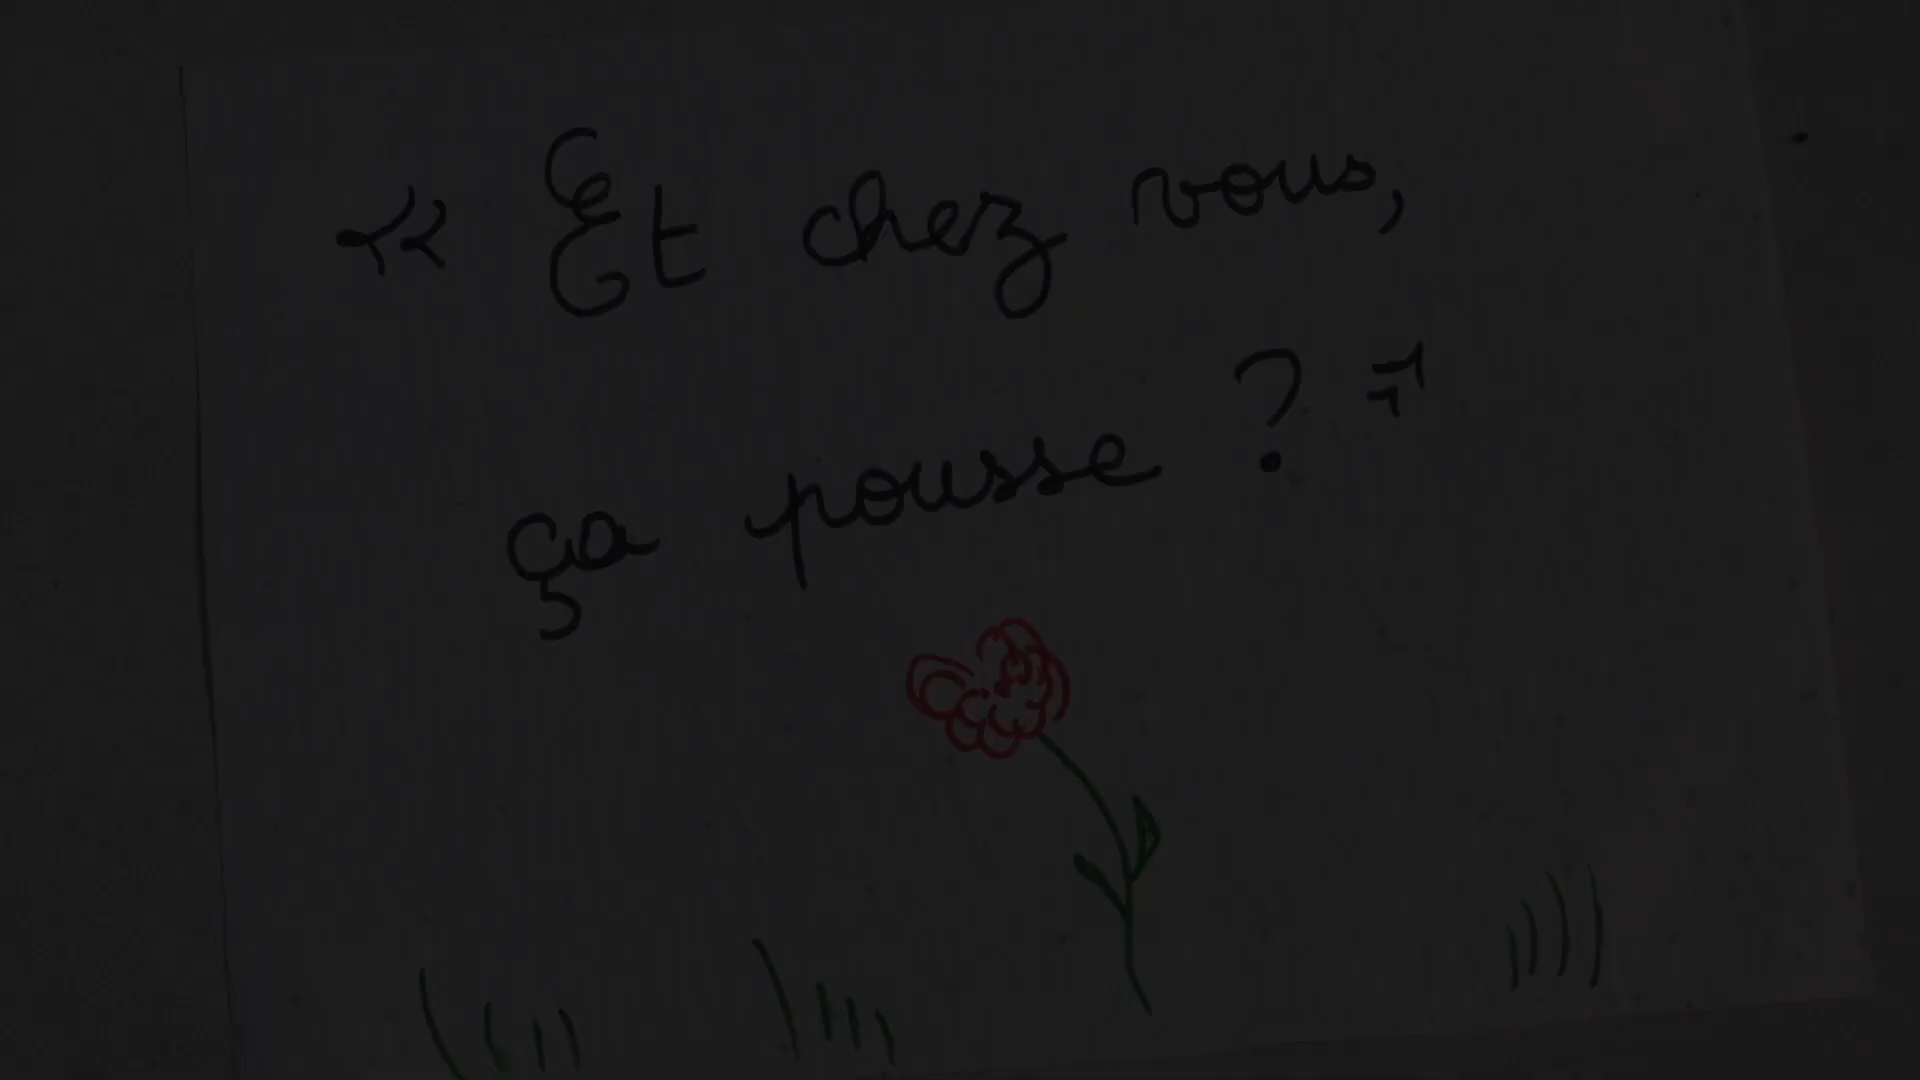 « Et chez vous,
ça pousse ? »